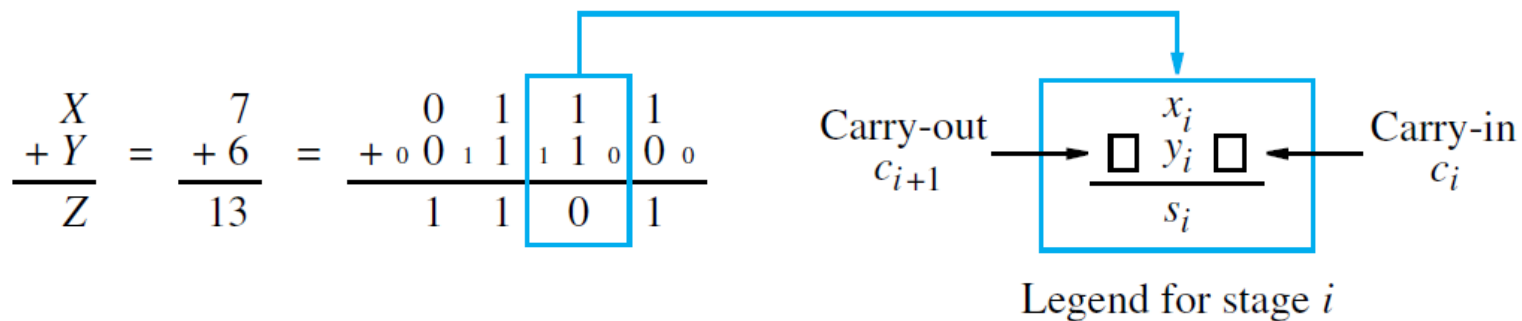 X 7 0 1 1 1
+ Y = + 6 = + 0 0 1 1 1 1 0 0 0
Z 13 1 1 0 1
x_i
Carry-out c_{i+1} y_i Carry-in c_i
s_i
Legend for stage i